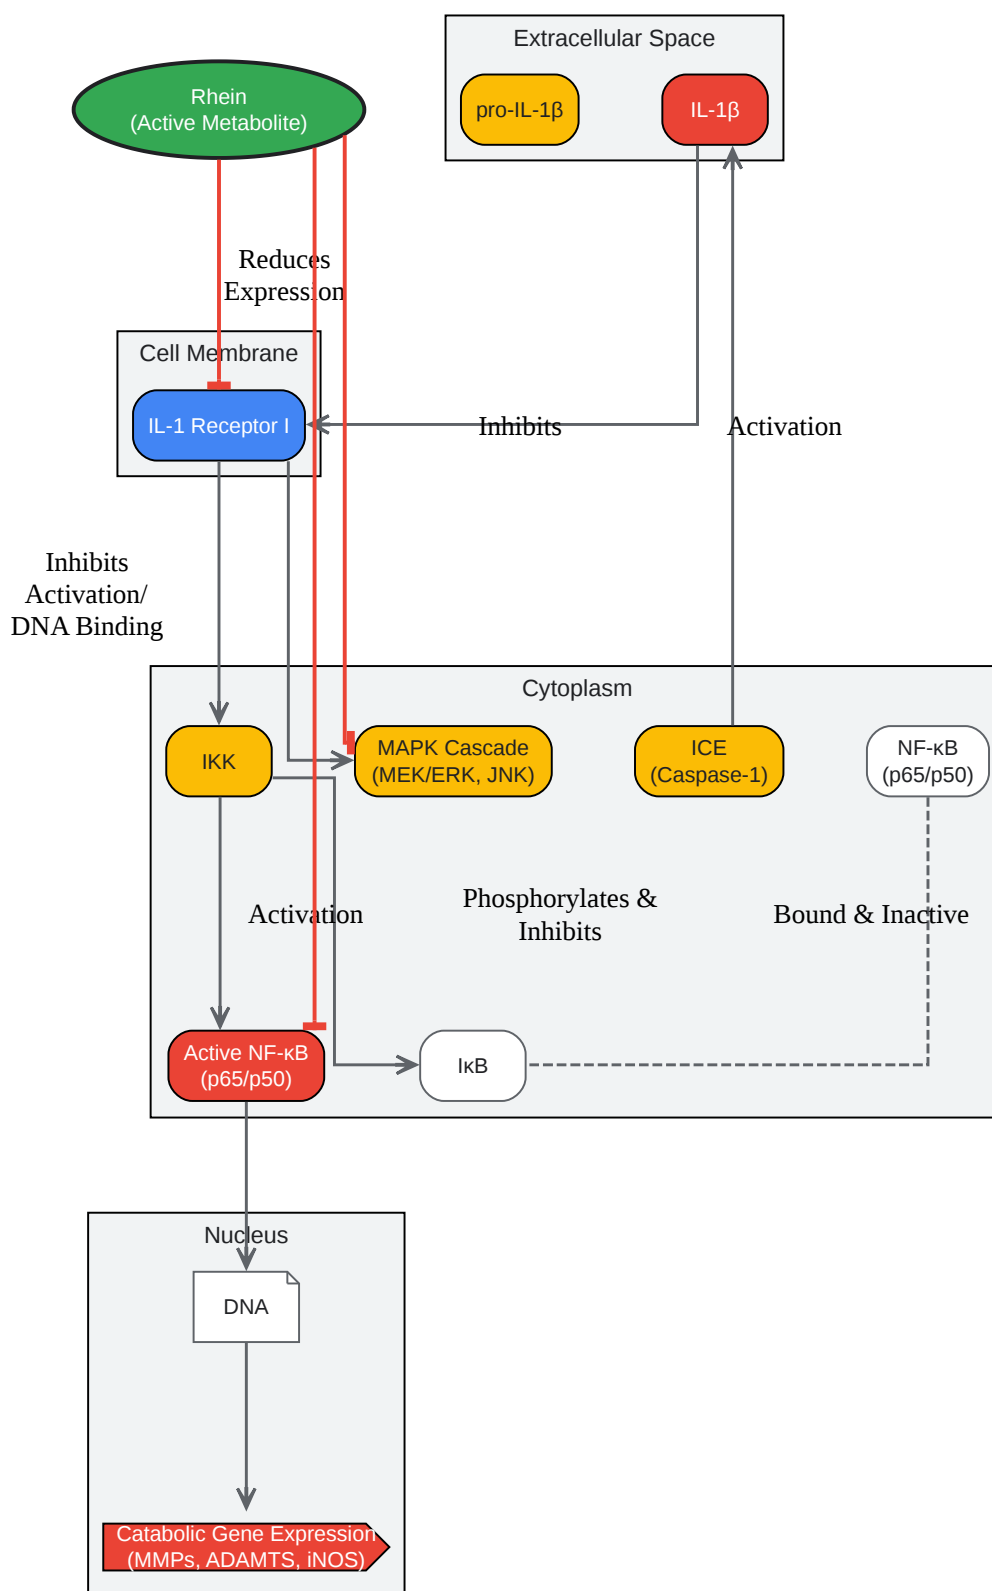 Extracellular Space
Rhein
(Active Metabolite)
pro-IL-1β
IL-1β
Reduces
Expression
Cell Membrane
IL-1 Receptor I
Inhibits
Activation
Inhibits
Activation/
DNA Binding
Cytoplasm
IKK
MAPK Cascade
(MEK/ERK, JNK)
ICE
(Caspase-1)
NF-κB
(p65/p50)
Activation
Phosphorylates &
Inhibits
Bound & Inactive
Active NF-κB
(p65/p50)
IκB
Nucleus
DNA
Catabolic Gene Expression
(MMPs, ADAMTS, iNOS)